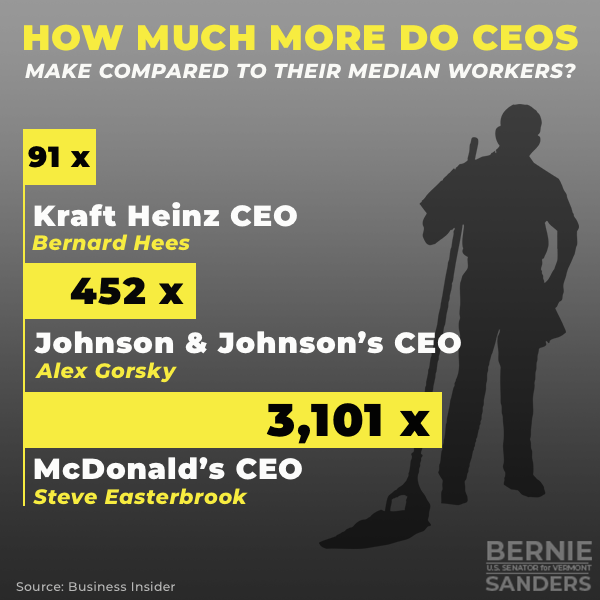 HOW MUCH MORE DO CEOS
MAKE COMPARED TO THEIR MEDIAN WORKERS?
91 x
Kraft Heinz CEO
Bernard Hees
452 x
Johnson & Johnson's CEO
Alex Gorsky
3,101 x
McDonald's CEO
Steve Easterbrook
Source: Business Insider
BERNIE
U.S. SENATOR for VERMONT
SANDERS